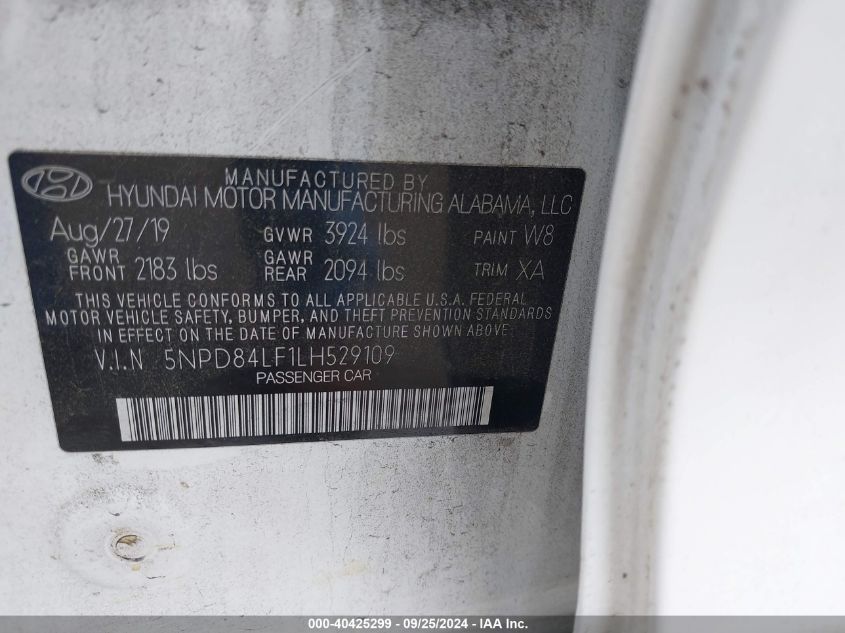 MANUFACTURED BY
HYUNDAI MOTOR MANUFACTURING ALABAMA, LLC
Aug/27/19 GVWR 3924 lbs PAINT W8
GAWR FRONT 2183 lbs GAWR REAR 2094 lbs TRIM XA
THIS VEHICLE CONFORMS TO ALL APPLICABLE U.S.A. FEDERAL
MOTOR VEHICLE SAFETY, BUMPER, AND THEFT PREVENTION STANDARDS
IN EFFECT ON THE DATE OF MANUFACTURE SHOWN ABOVE.
V.I.N 5NPD84LF1LH529109
PASSENGER CAR
000-40425299 - 09/25/2024 - IAAI.com